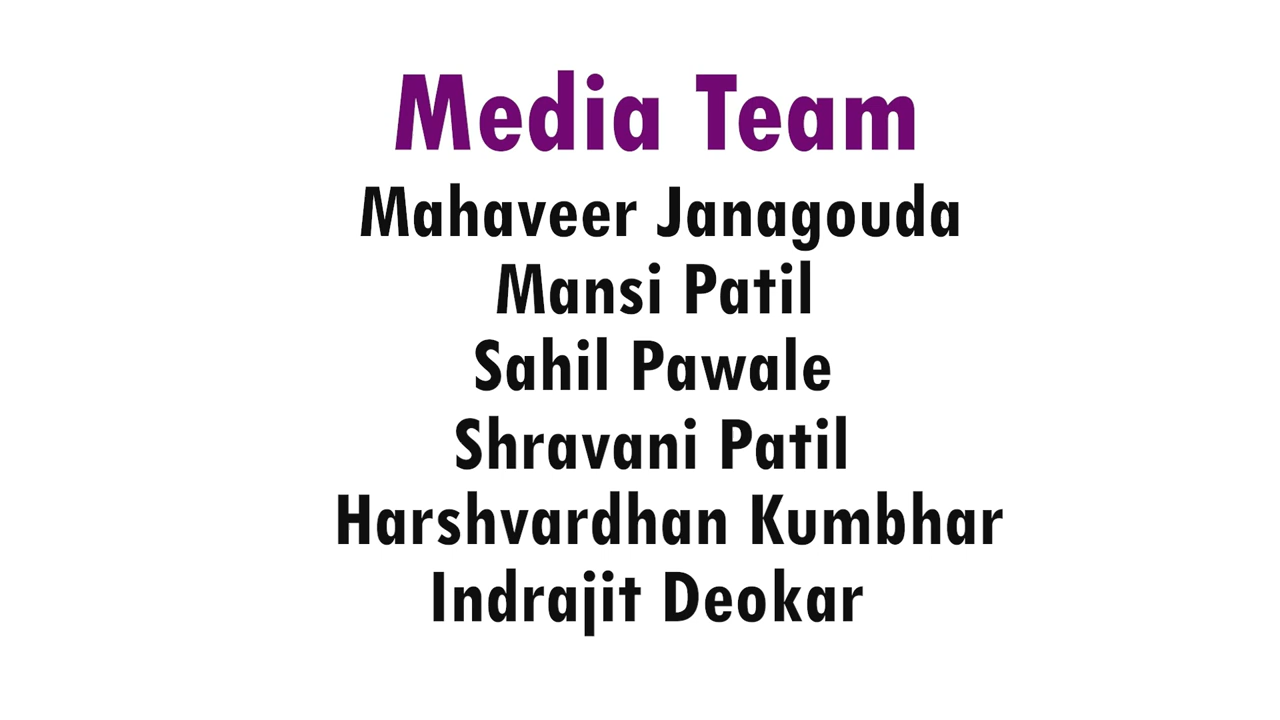 Media Team
Mahaveer Janagouda
Mansi Patil
Sahil Pawale
Shravani Patil
Harshvardhan Kumbhar
Indrajit Deokar